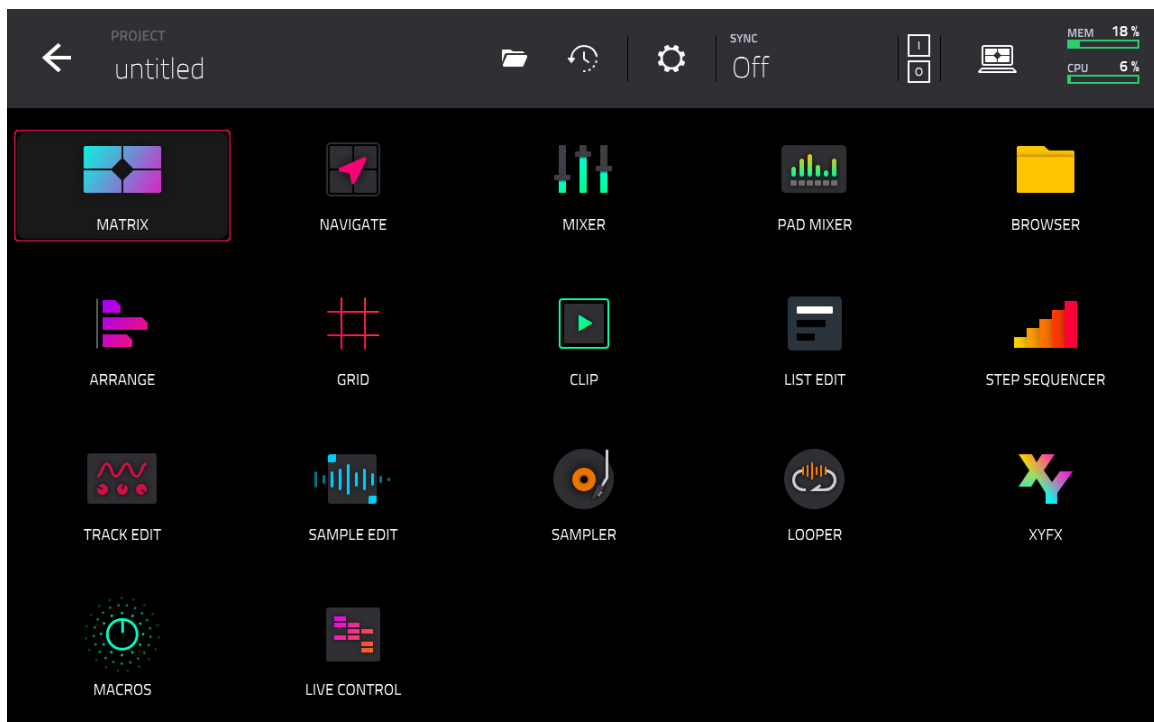 PROJECT
untitled
SYNC
Off
I
O
MEM 18 %
CPU 6 %
MATRIX
NAVIGATE
MIXER
PAD MIXER
BROWSER
ARRANGE
GRID
CLIP
LIST EDIT
STEP SEQUENCER
TRACK EDIT
SAMPLE EDIT
SAMPLER
LOOPER
XY
XYFX
MACROS
LIVE CONTROL